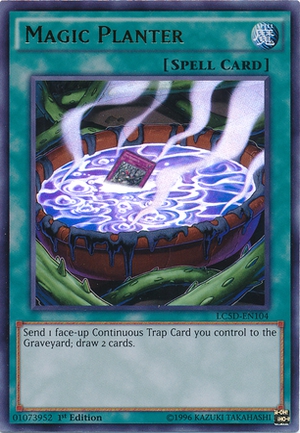 MAGIC PLANTER
魔
[SPELL CARD]
LC5D-EN104
Send 1 face-up Continuous Trap Card you control to the
Graveyard; draw 2 cards.
01073952 1st Edition ©1996 KAZUKI TAKAHASHI